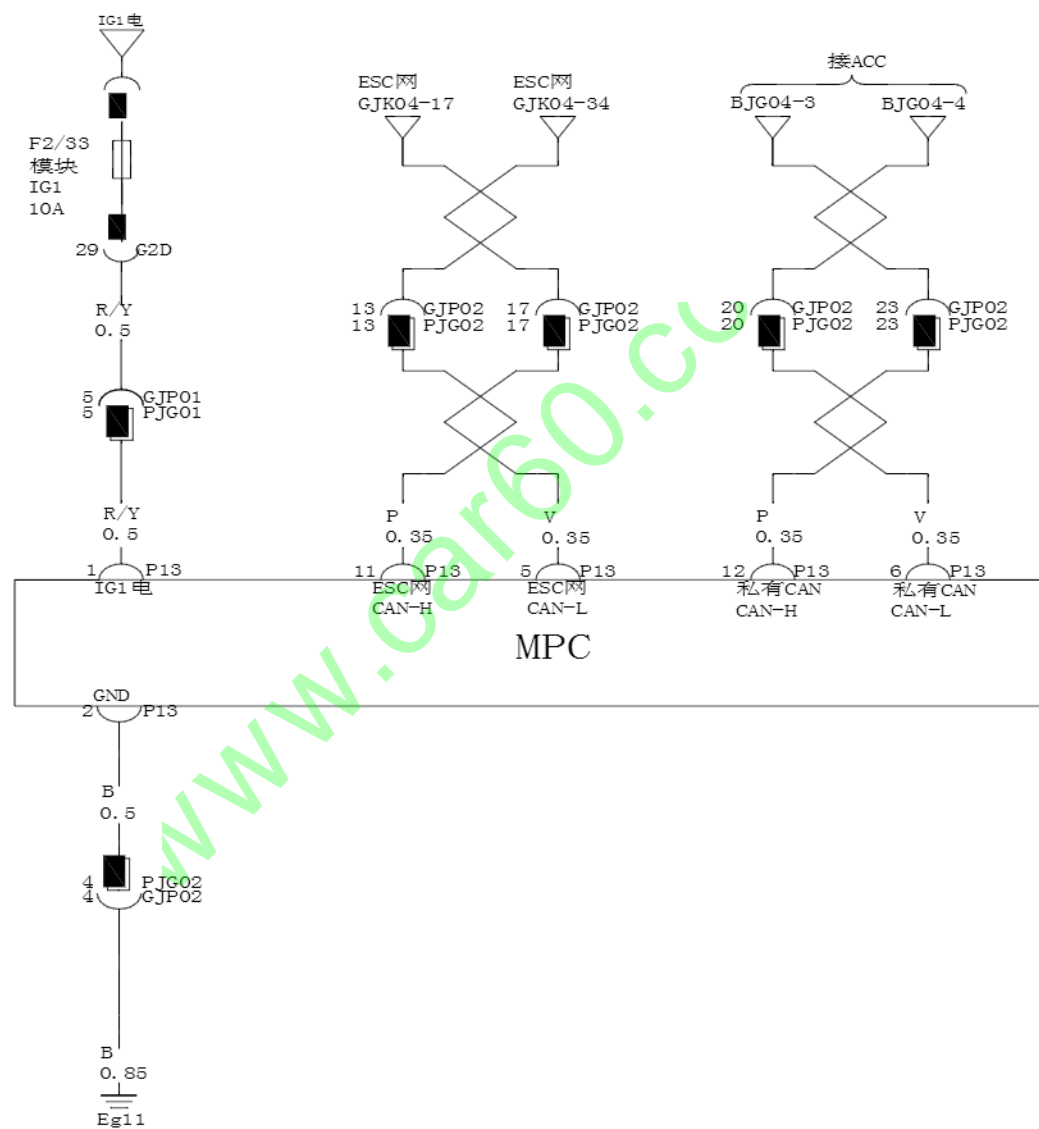 IG1电
F2/33
模块
IG1
10A
29 G2D
R/Y
0.5
5 GJP01
5 PJG01
R/Y
0.5
1 P13
IG1电
ESC网
GJK04-17
ESC网
GJK04-34
接ACC
BJG04-3
BJG04-4
13 GJP02
13 PJG02
17 GJP02
17 PJG02
20 GJP02
20 PJG02
23 GJP02
23 PJG02
P
0.35
V
0.35
P
0.35
V
0.35
11 P13
ESC网
CAN-H
5 P13
ESC网
CAN-L
12 P13
私有CAN
CAN-H
6 P13
私有CAN
CAN-L
MPC
GND
2 P13
B
0.5
4 PJG02
4 GJP02
B
0.85
Eg11
www.car60.co